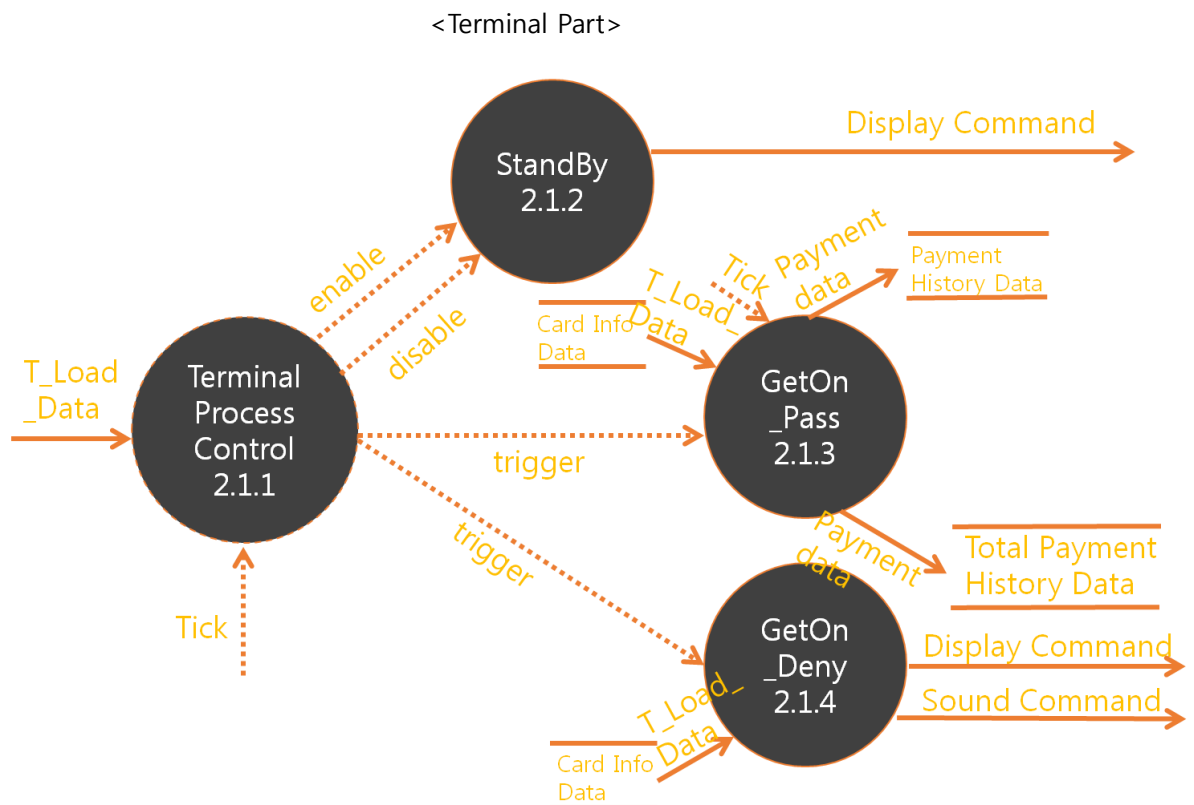 <Terminal Part>
Display Command
StandBy
2.1.2
enable
disable
Tick
Payment
data
Payment
History Data
T_Load_
Data
Card Info
Data
T_Load
_Data
Terminal
Process
Control
2.1.1
GetOn
_Pass
2.1.3
trigger
trigger
Payment
data
Total Payment
History Data
Tick
GetOn
_Deny
2.1.4
Display Command
Sound Command
T_Load_
Data
Card Info
Data